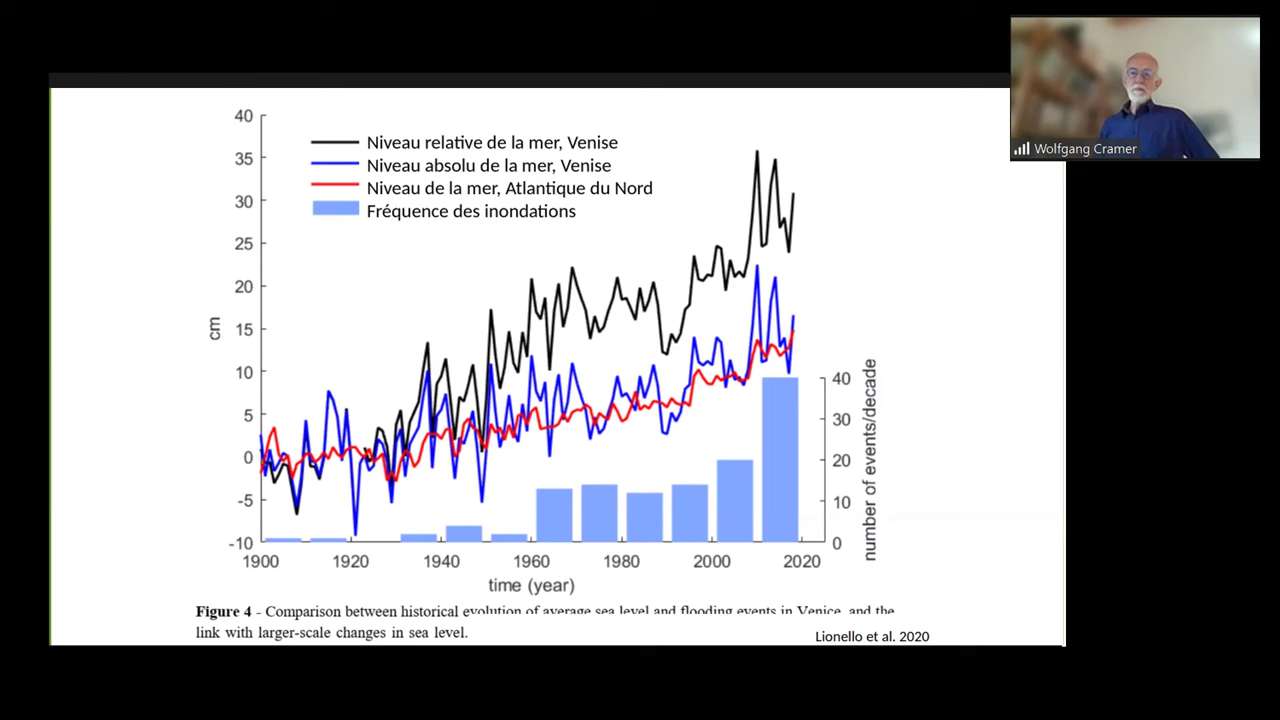 Wolfgang Cramer
40
35
30
25
20
15
10
5
0
-5
-10
cm
Niveau relative de la mer, Venise
Niveau absolu de la mer, Venise
Niveau de la mer, Atlantique du Nord
Fréquence des inondations
40
30
20
10
0
number of events/decade
1900 1920 1940 1960 1980 2000 2020
time (year)
Figure 4 - Comparison between historical evolution of average sea level and flooding events in Venice, and the
link with larger-scale changes in sea level.
Lionello et al. 2020